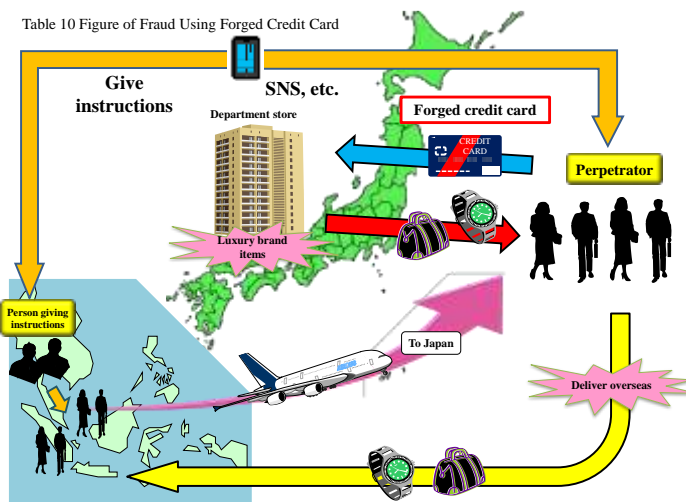 Table 10 Figure of Fraud Using Forged Credit Card
Give
instructions
SNS, etc.
Department store
Forged credit card
CREDIT
CARD
Perpetrator
Luxury brand
items
Person giving
instructions
To Japan
Deliver overseas